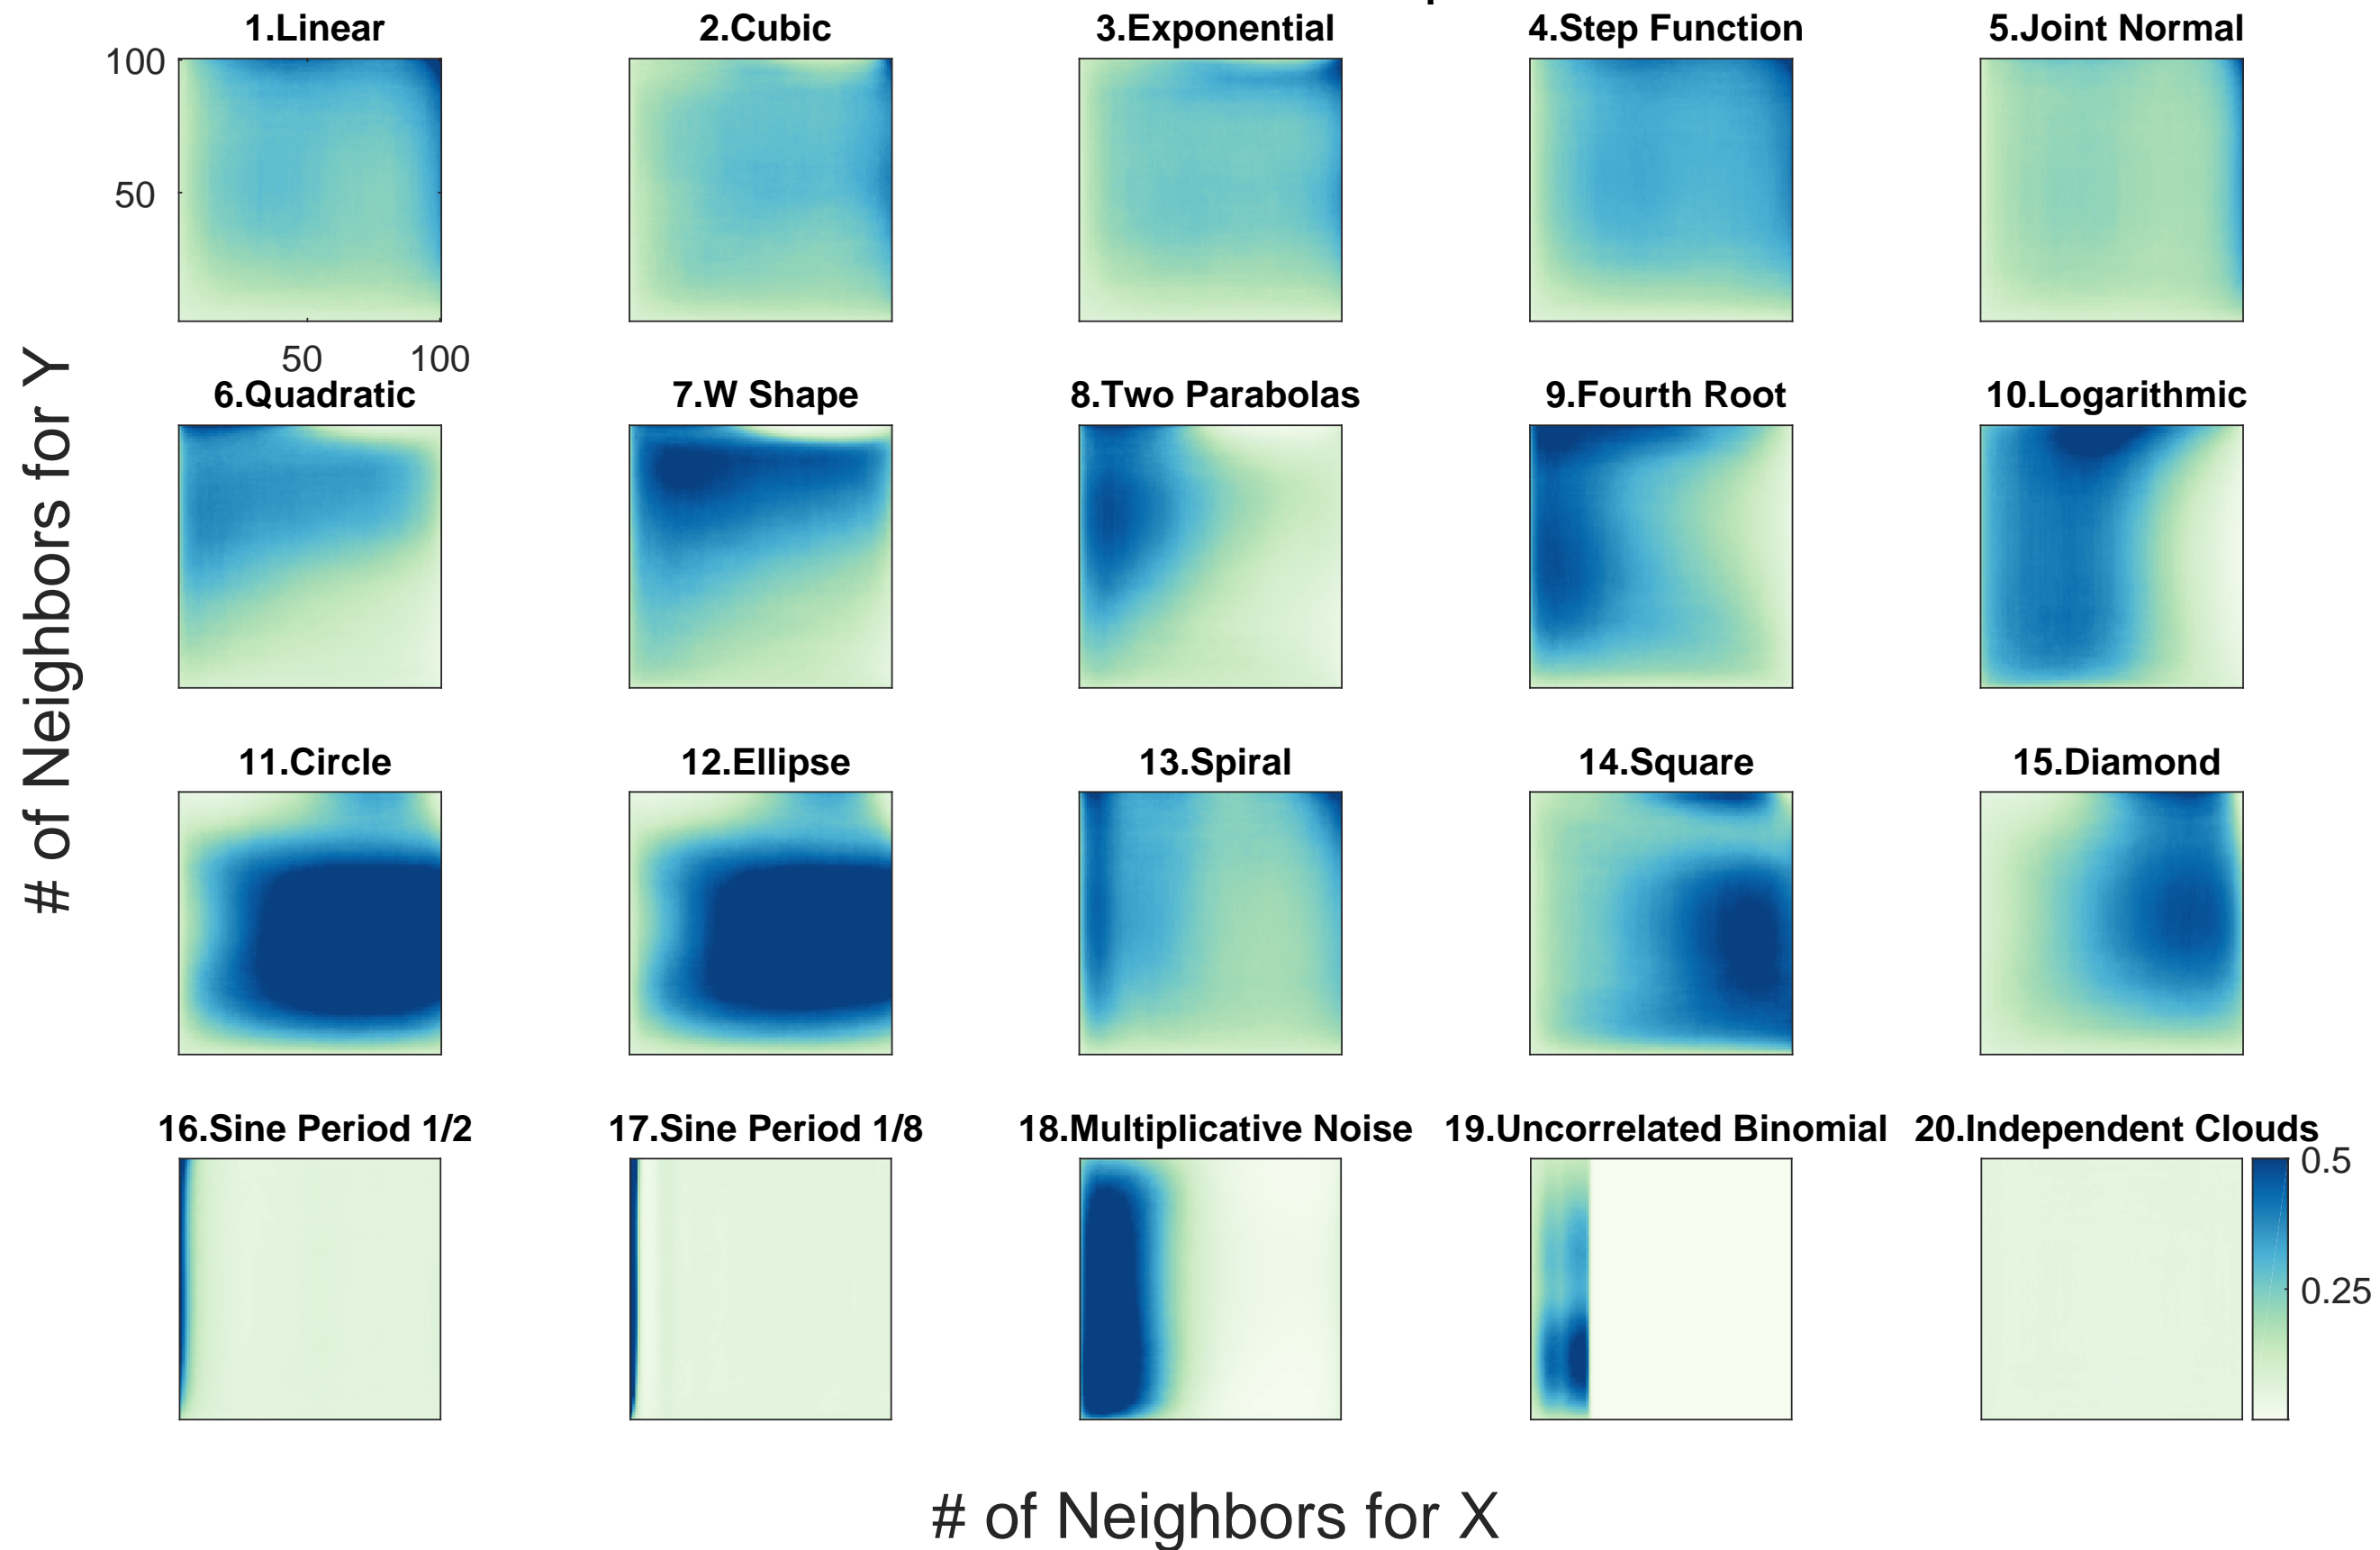 1.Linear
2.Cubic
3.Exponential
4.Step Function
5.Joint Normal
100
50
50
100
# of Neighbors for Y
6.Quadratic
7.W Shape
8.Two Parabolas
9.Fourth Root
10.Logarithmic
11.Circle
12.Ellipse
13.Spiral
14.Square
15.Diamond
16.Sine Period 1/2
17.Sine Period 1/8
18.Multiplicative Noise
19.Uncorrelated Binomial
20.Independent Clouds
0.5
0.25
# of Neighbors for X